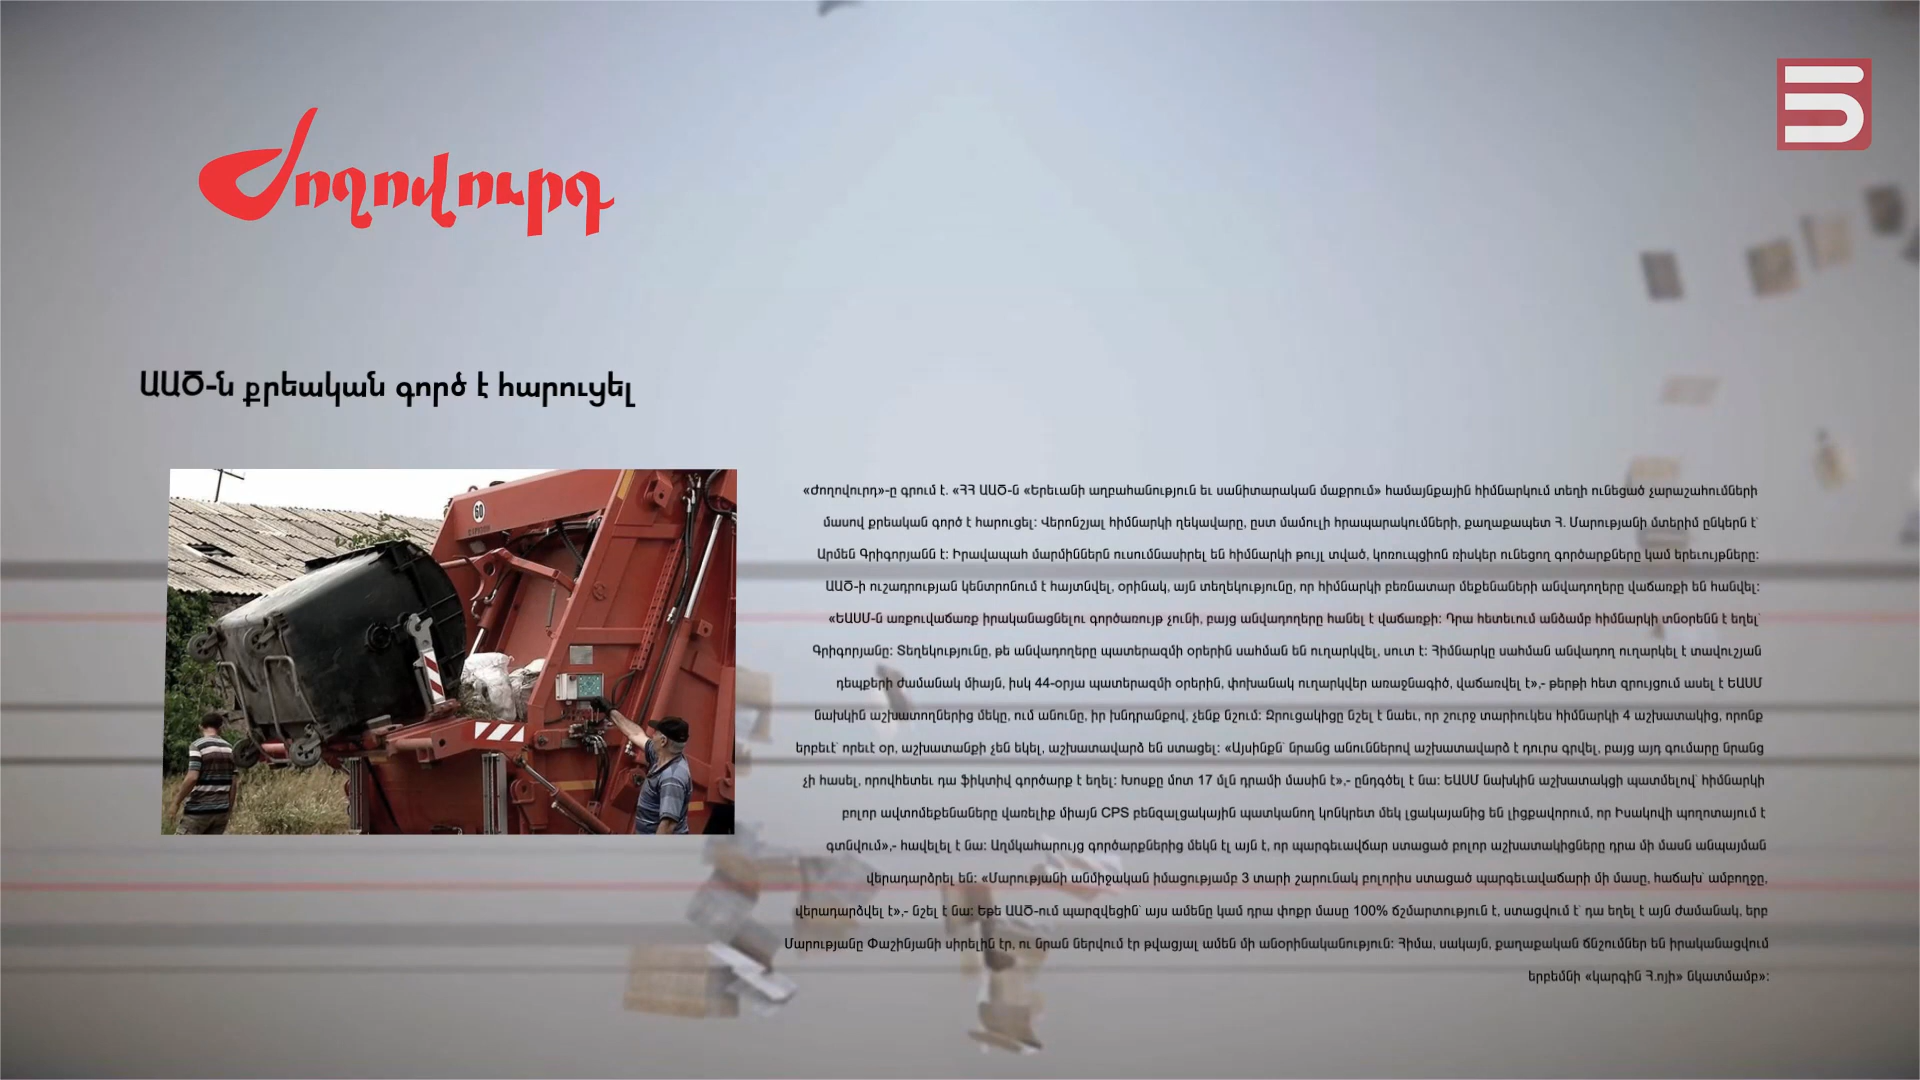 Ժողովուրդ
ԱԱԾ-ն քրեական գործ է հարուցել
60
«Ժողովուրդ»-ը գրում է. «ՀՀ ԱԱԾ-ն «Երեւանի աղբահանություն եւ սանիտարական մաքրում» համայնքային հիմնարկում տեղի ունեցած չարաշահումների
մասով քրեական գործ է հարուցել: Վերոնշյալ հիմնարկի ղեկավարը, ըստ մամուլի հրապարակումների, քաղաքապետ Հ. Մարությանի մտերիմ ընկերն է՝
Արմեն Գրիգորյանն է: Իրավապահ մարմիններն ուսումնասիրել են հիմնարկի թույլ տված, կոռուպցիոն ռիսկեր ունեցող գործարքները կամ երեւույթները:
ԱԱԾ-ի ուշադրության կենտրոնում է հայտնվել, օրինակ, այն տեղեկությունը, որ հիմնարկի բեռնատար մեքենաների անվադողերը վաճառքի են հանվել:
«ԵԱՍՄ-ն առքուվաճառք իրականացնելու գործառույթ չունի, բայց անվադողերը հանել է վաճառքի: Դրա հետեւում անձամբ հիմնարկի տնօրենն է եղել՝
Գրիգորյանը: Տեղեկությունը, թե անվադողերը պատերազմի օրերին սահման են ուղարկվել, սուտ է: Հիմնարկը սահման անվադող ուղարկել է տավուշյան
դեպքերի ժամանակ միայն, իսկ 44-օրյա պատերազմի օրերին, փոխանակ ուղարկվեր առաջնագիծ, վաճառվել է»,- թերթի հետ զրույցում ասել է ԵԱՍՄ
նախկին աշխատողներից մեկը, ում անունը, իր խնդրանքով, չենք նշում: Զրուցակիցը նշել է նաեւ, որ շուրջ տարիուկես հիմնարկի 4 աշխատակից, որոնք
երբեւէ՝ որեւէ օր, աշխատանքի չեն եկել, աշխատավարձ են ստացել: «Այսինքն՝ նրանց անուններով աշխատավարձ է դուրս գրվել, բայց այդ գումարը նրանց
չի հասել, որովհետեւ դա ֆիկտիվ գործարք է եղել: Խոսքը մոտ 17 մլն դրամի մասին է»,- ընդգծել է նա: ԵԱՍՄ նախկին աշխատակցի պատմելով՝ հիմնարկի
բոլոր ավտոմեքենաները վառելիք միայն CPS բենզալցակային պատկանող կոնկրետ մեկ լցակայանից են լիցքավորում, որ Իսակովի պողոտայում է
գտնվում»,- հավելել է նա: Աղմկահարույց գործարքներից մեկն էլ այն է, որ պարգեւավճար ստացած բոլոր աշխատակիցները դրա մի մասն անպայման
վերադարձրել են: «Մարությանի անմիջական իմացությամբ 3 տարի շարունակ բոլորիս ստացած պարգեւավաճարի մի մասը, հաճախ՝ ամբողջը,
վերադարձվել է»,- նշել է նա: Եթե ԱԱԾ-ում պարզվեցին՝ այս ամենը կամ դրա փոքր մասը 100% ճշմարտություն է, ստացվում է՝ դա եղել է այն ժամանակ, երբ
Մարությանը Փաշինյանի սիրելին էր, ու նրան ներվում էր թվացյալ ամեն մի անօրինականություն: Հիմա, սակայն, քաղաքական ճնշումներ են իրականացվում
երբեմնի «կարգին Հ.ոյի» նկատմամբ»: